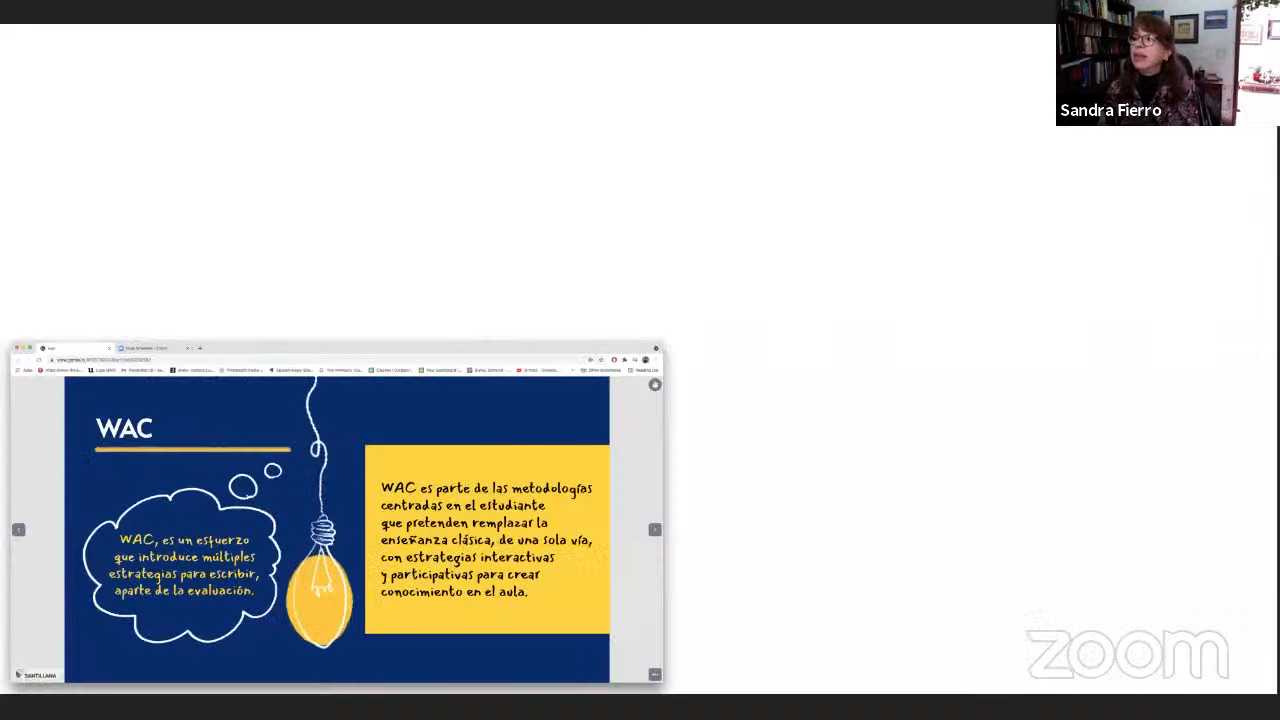 Sandra Fierro
WAC
WAC, es un esfuerzo
que introduce múltiples
estrategias para escribir,
aparte de la evaluación.
WAC es parte de las metodologías
centradas en el estudiante
que pretenden remplazar la
enseñanza clásica, de una sola vía,
con estrategias interactivas
y participativas para crear
conocimiento en el aula.
SANTILLANA
zoom